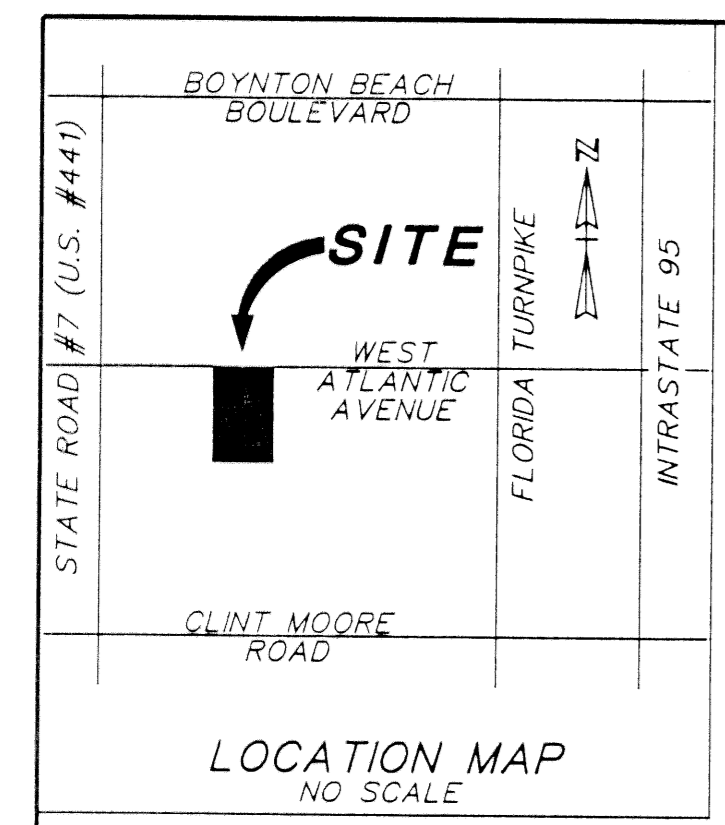 BOYNTON BEACH
BOULEVARD
STATE ROAD #7 (U.S. #441)
N
SITE
FLORIDA TURNPIKE
INTRASTATE 95
WEST
ATLANTIC
AVENUE
CLINT MOORE
ROAD
LOCATION MAP
NO SCALE